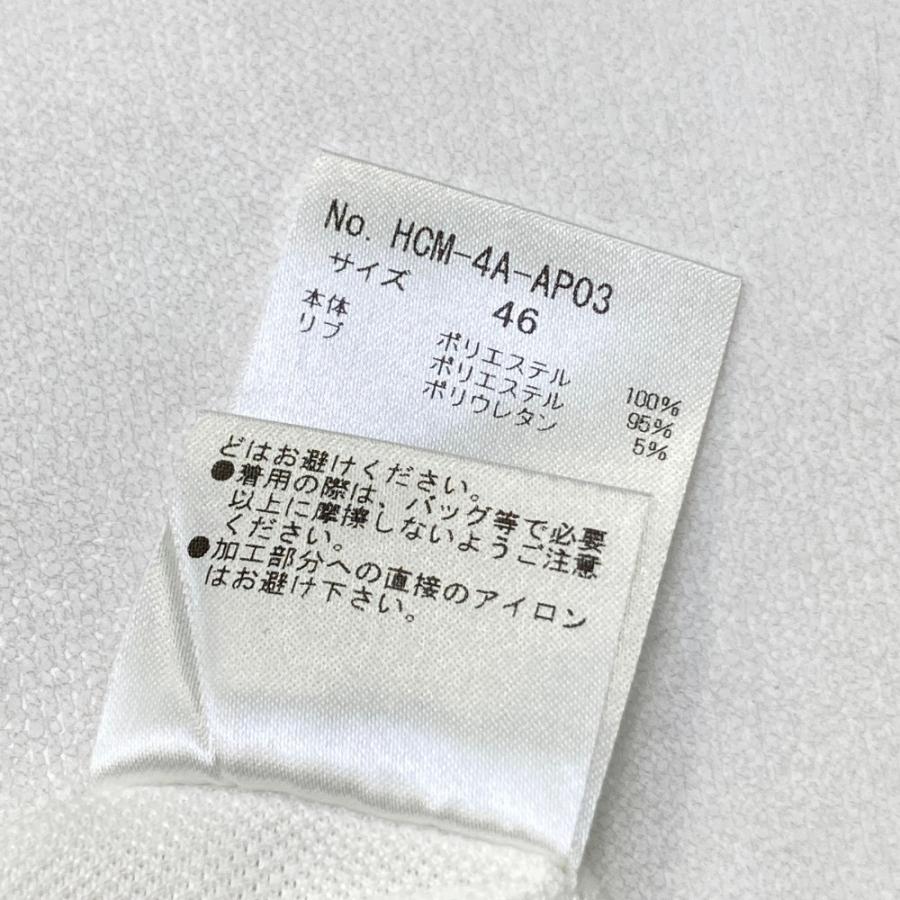 No. HCM-4A-AP03
サイズ 46
本体 ポリエステル 100%
リブ ポリエステル 95%
ポリウレタン 5%
どはお避けください。
●着用の際は、バッグ等で必要
以上に摩擦しないようご注意
ください。
●加工部分への直接のアイロン
はお避け下さい。